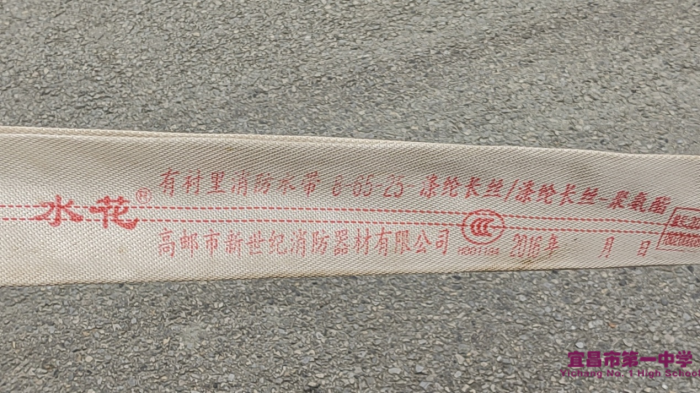 水花®
有衬里消防水带 8-65-25-涤纶长丝/涤纶长丝-聚氨酯
高邮市新世纪消防器材有限公司 CCC 2016年 月 日
宜昌市第一中学
Yichang No.1 High School